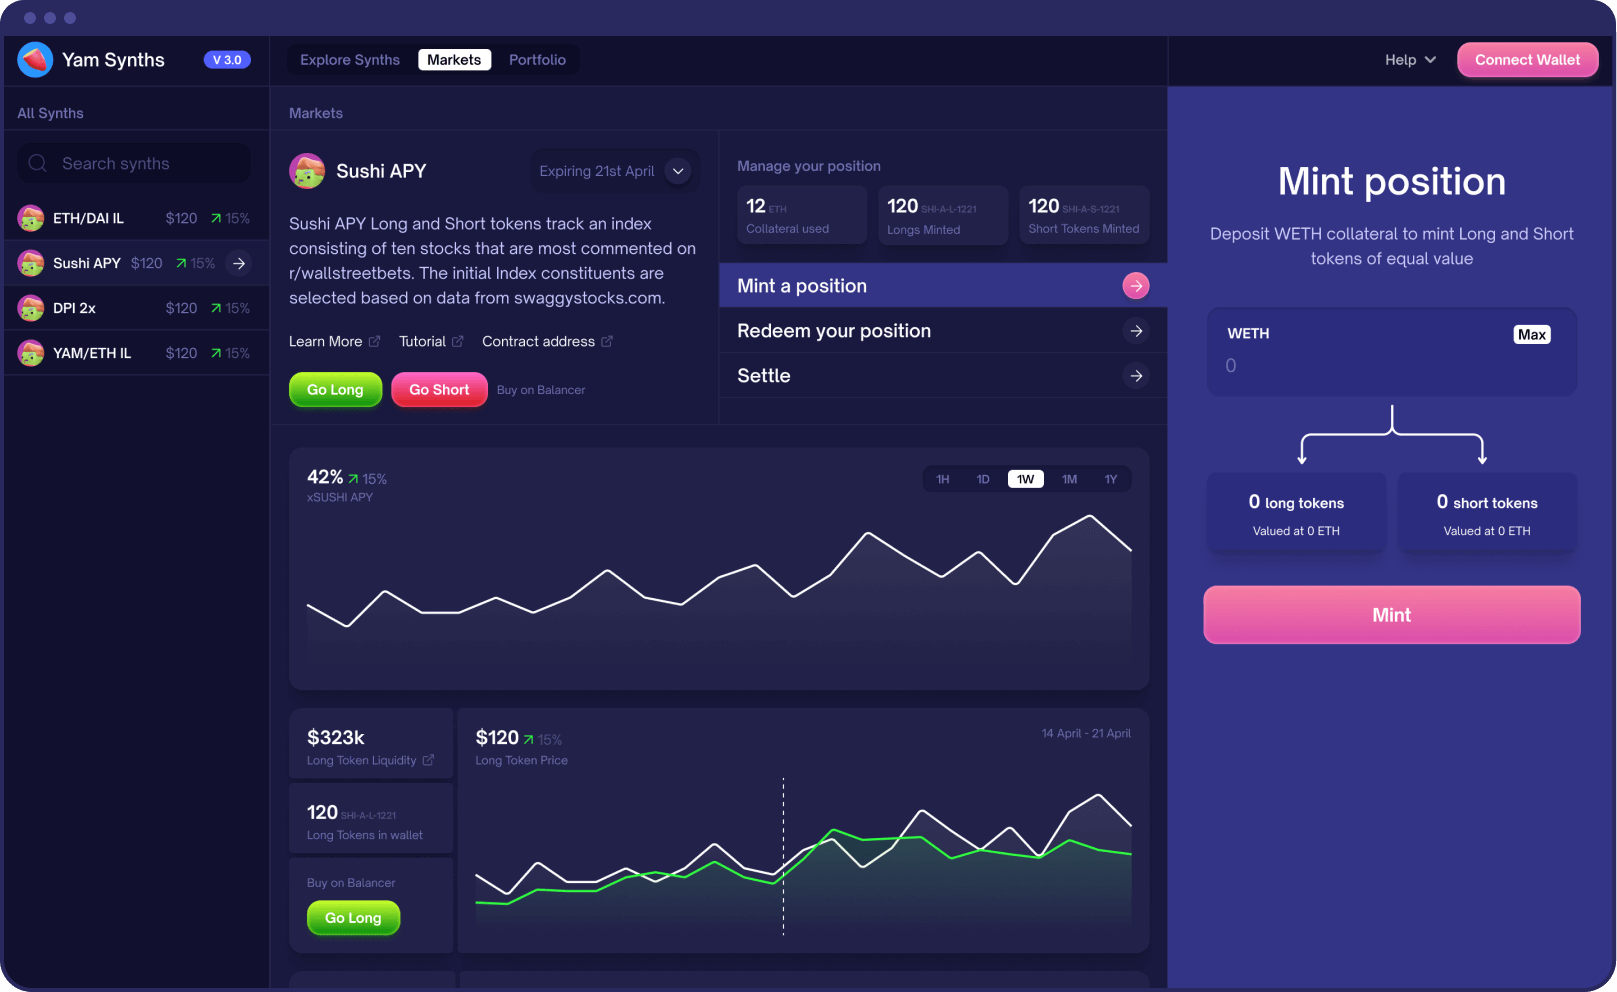 Yam Synths
V 3.0
Explore Synths
Markets
Portfolio
Help
Connect Wallet
All Synths
Search synths
ETH/DAI IL $120 15%
Sushi APY $120 15%
DPI 2x $120 15%
YAM/ETH IL $120 15%
Markets
Sushi APY
Expiring 21st April
Sushi APY Long and Short tokens track an index
consisting of ten stocks that are most commented on
r/wallstreetbets. The initial Index constituents are
selected based on data from swaggystocks.com.
Learn More
Tutorial
Contract address
Go Long
Go Short
Buy on Balancer
Manage your position
12 ETH
Collateral used
120 SHI-A-L-1221
Longs Minted
120 SHI-A-S-1221
Short Tokens Minted
Mint a position
Redeem your position
Settle
42% 15%
xSUSHI APY
1H 1D 1W 1M 1Y
$323k
Long Token Liquidity
120 SHI-A-L-1221
Long Tokens in wallet
Buy on Balancer
Go Long
$120 15%
Long Token Price
14 April - 21 April
Mint position
Deposit WETH collateral to mint Long and Short
tokens of equal value
WETH
Max
0
0 long tokens
Valued at 0 ETH
0 short tokens
Valued at 0 ETH
Mint